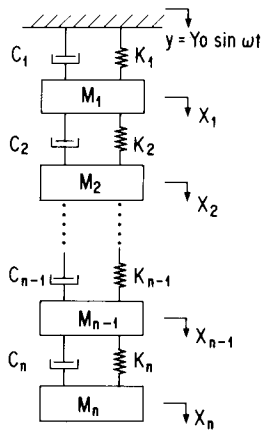 y = Yo sin ωt
C₁ K₁
M₁
X₁
C₂ K₂
M₂
X₂
Cₙ₋₁ Kₙ₋₁
Mₙ₋₁
Xₙ₋₁
Cₙ Kₙ
Mₙ
Xₙ